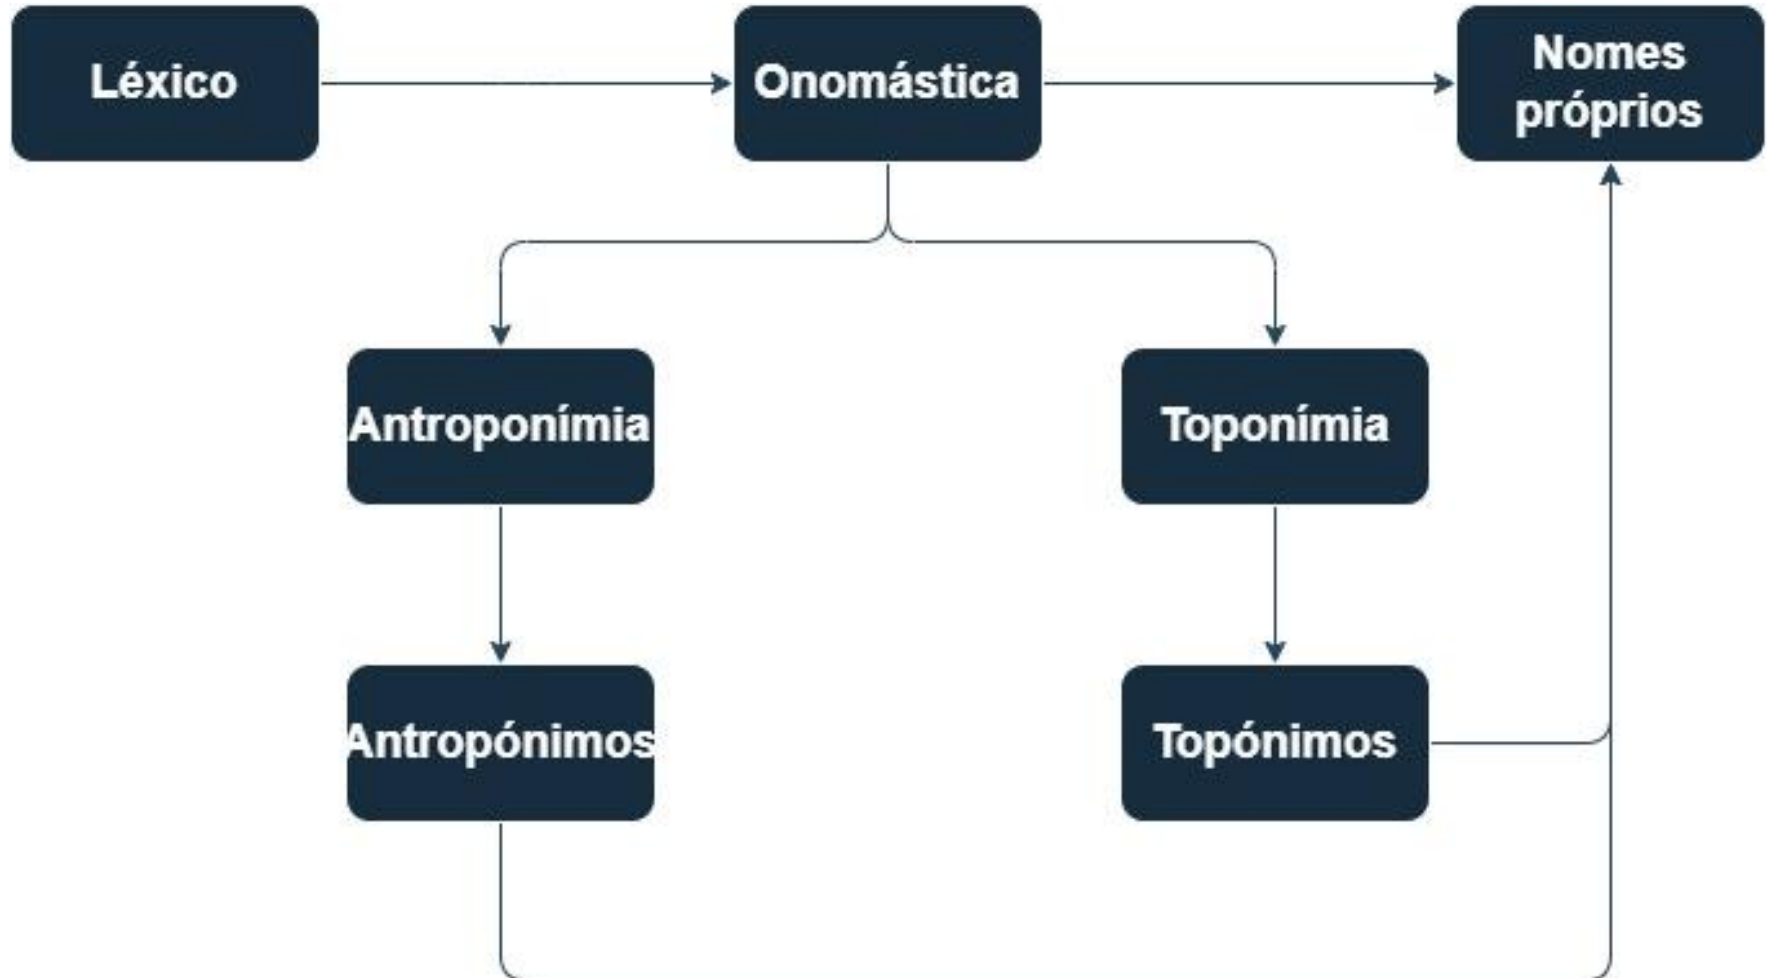 Léxico
Onomástica
Nomes
próprios
Antroponímia
Toponímia
Antropónimos
Topónimos